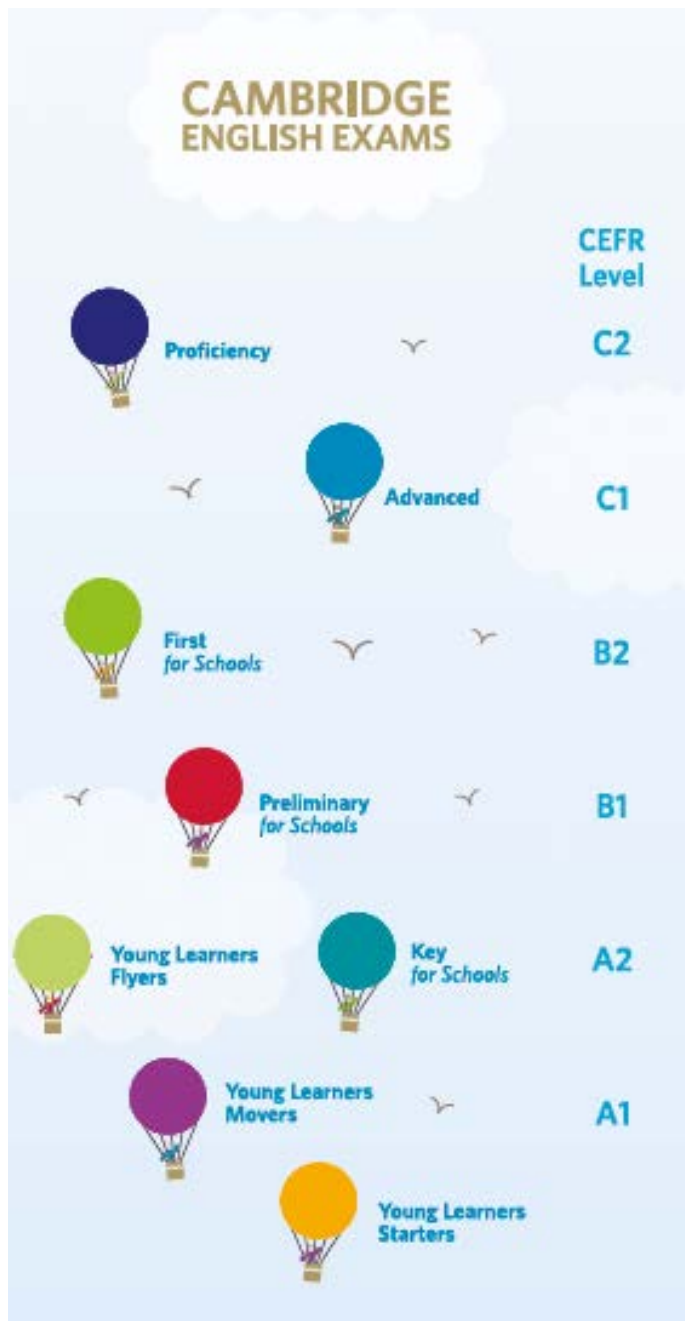 CAMBRIDGE
ENGLISH EXAMS
CEFR
Level
Proficiency
C2
Advanced
C1
First
for Schools
B2
Preliminary
for Schools
B1
Young Learners
Flyers
Key
for Schools
A2
Young Learners
Movers
A1
Young Learners
Starters